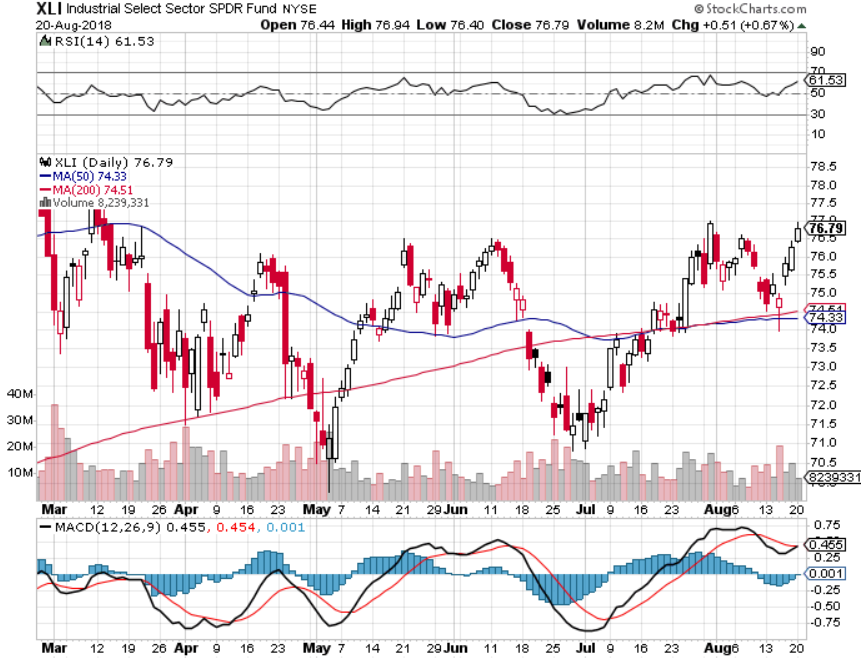 XLI Industrial Select Sector SPDR Fund NYSE © StockCharts.com
20-Aug-2018 Open 76.44 High 76.94 Low 76.40 Close 76.79 Volume 8.2M Chg +0.51 (+0.67%)
RSI(14) 61.53
90
70
61.53
50
30
10
XLI (Daily) 76.79
MA(50) 74.33
MA(200) 74.51
Volume 8,239,331
78.5
78.0
77.5
77.0
76.79
76.5
76.0
75.5
75.0
74.51
74.33
74.0
73.5
73.0
72.5
72.0
71.5
71.0
70.5
8239331
40M
30M
20M
10M
Mar 12 19 26 Apr 9 16 23 May 7 14 21 29 Jun 11 18 25 Jul 9 16 23 Aug 6 13 20
MACD(12,26,9) 0.455, 0.454, 0.001
0.75
0.455
0.25
0.001
-0.25
-0.50
-0.75
Mar 12 19 26 Apr 9 16 23 May 7 14 21 29 Jun 11 18 25 Jul 9 16 23 Aug 6 13 20